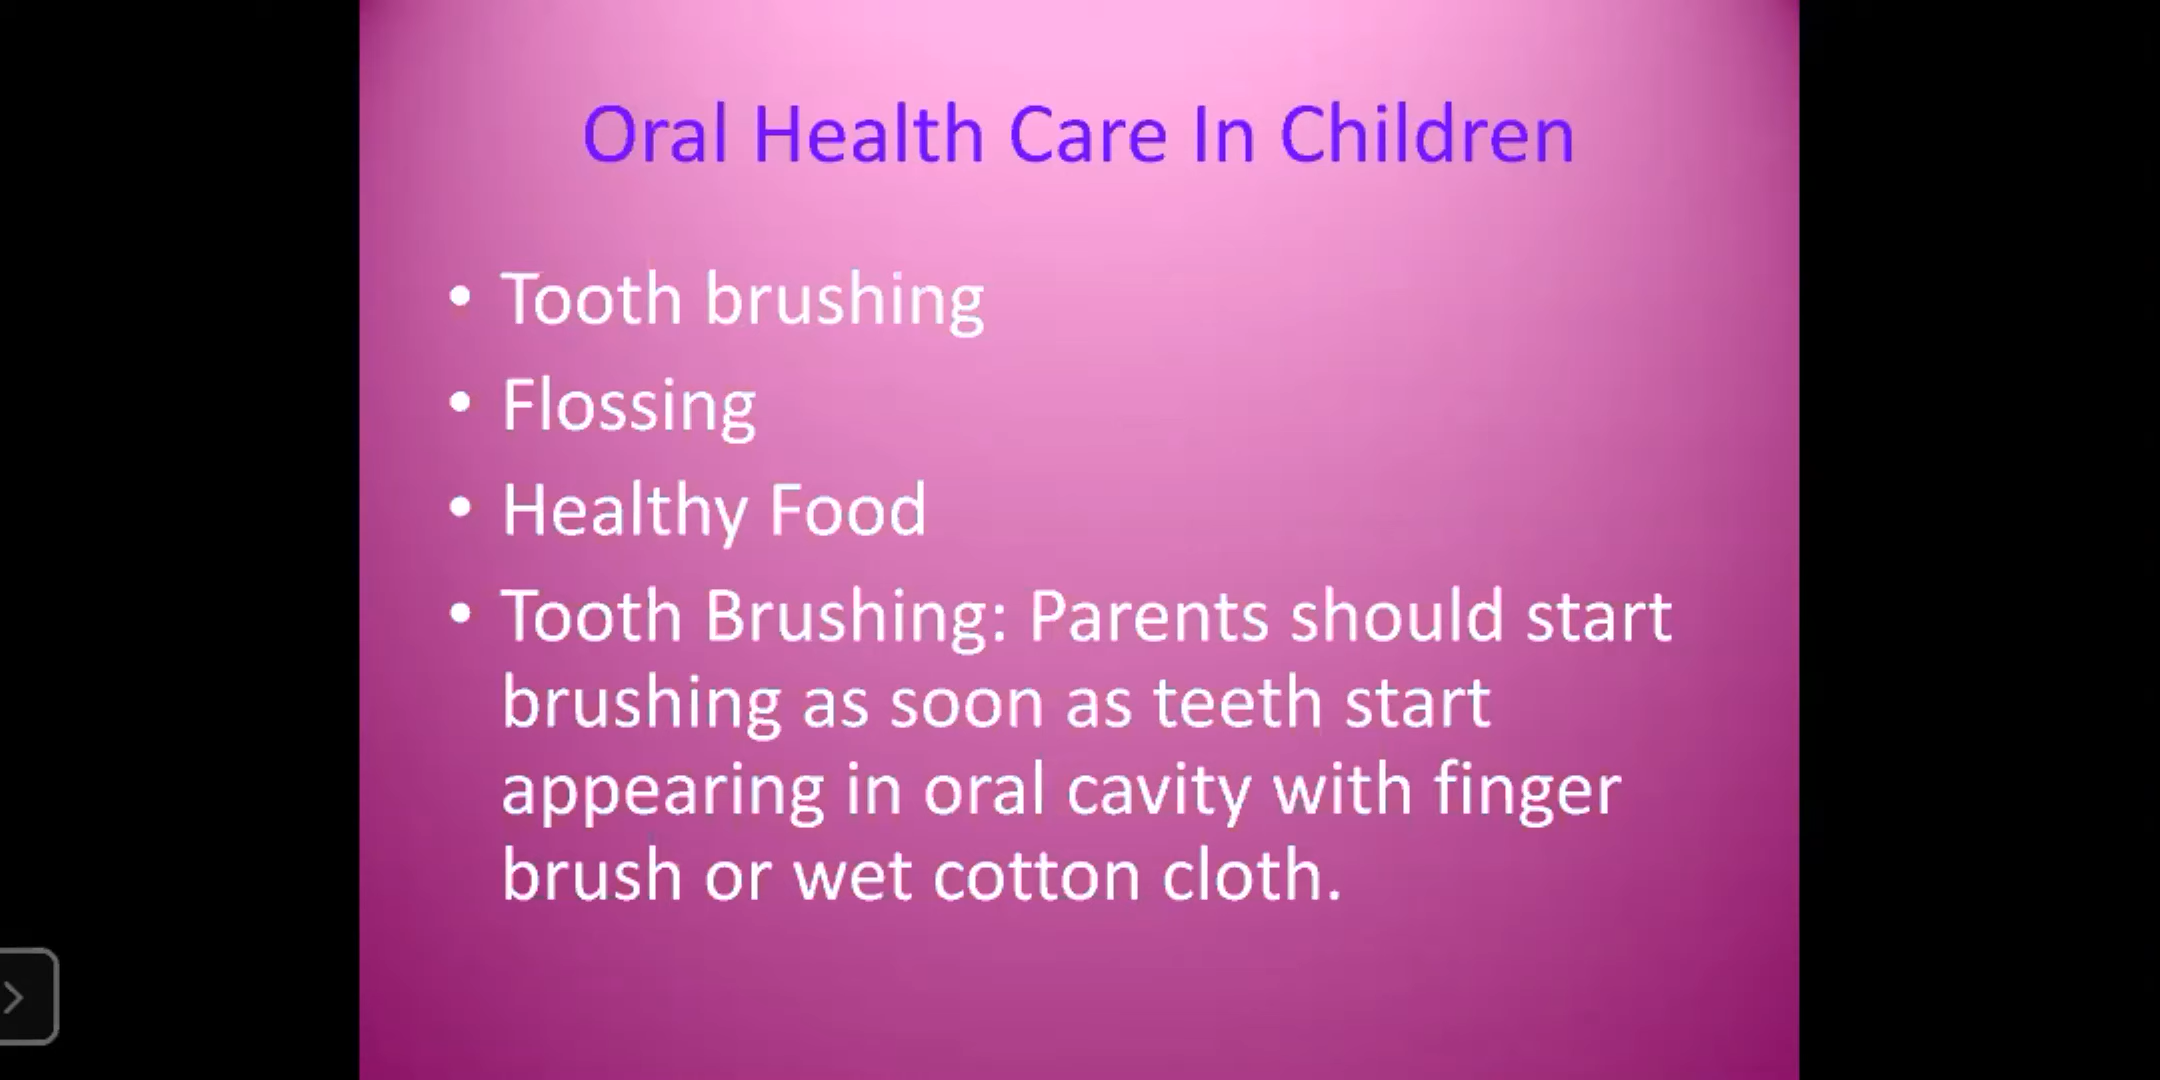 Oral Health Care In Children
• Tooth brushing
• Flossing
• Healthy Food
• Tooth Brushing: Parents should start
brushing as soon as teeth start
appearing in oral cavity with finger
brush or wet cotton cloth.